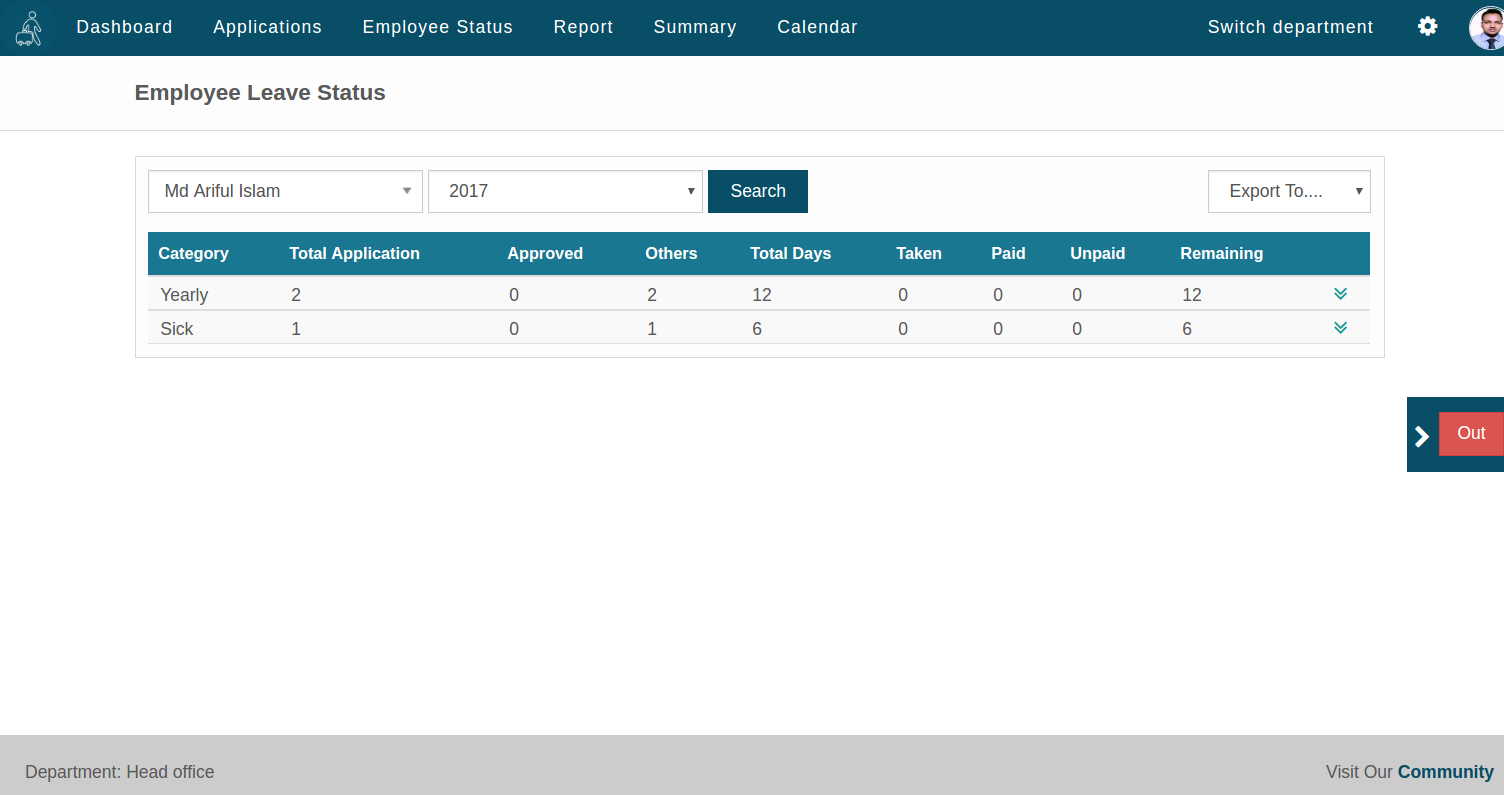 Dashboard Applications Employee Status Report Summary Calendar Switch department
Employee Leave Status
Md Ariful Islam 2017 Search Export To....
Category Total Application Approved Others Total Days Taken Paid Unpaid Remaining
Yearly 2 0 2 12 0 0 0 12
Sick 1 0 1 6 0 0 0 6
Out
Department: Head office Visit Our Community